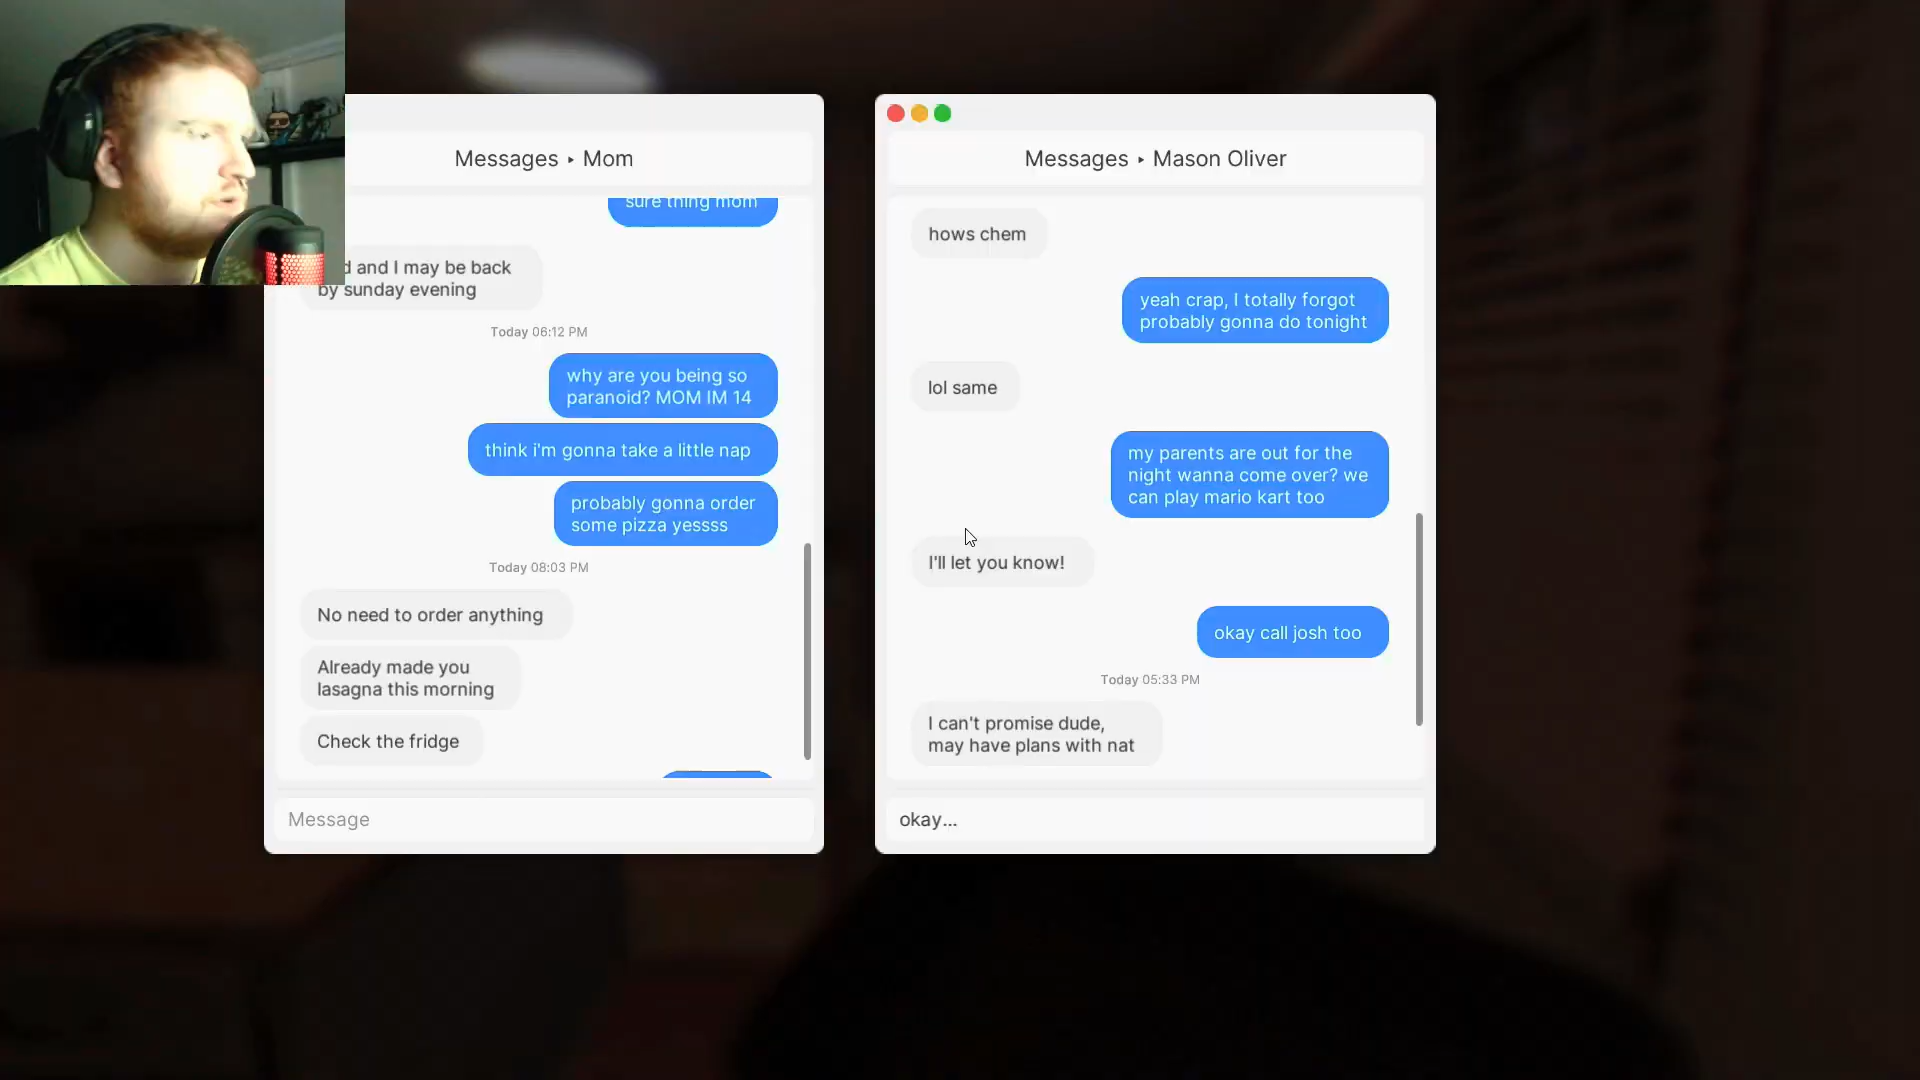 Messages ▸ Mom
sure thing mom
and I may be back
by sunday evening
Today 06:12 PM
why are you being so
paranoid? MOM IM 14
think i'm gonna take a little nap
probably gonna order
some pizza yessss
Today 08:03 PM
No need to order anything
Already made you
lasagna this morning
Check the fridge
Message
Messages ▸ Mason Oliver
hows chem
yeah crap, I totally forgot
probably gonna do tonight
lol same
my parents are out for the
night wanna come over? we
can play mario kart too
I'll let you know!
okay call josh too
Today 05:33 PM
I can't promise dude,
may have plans with nat
okay...